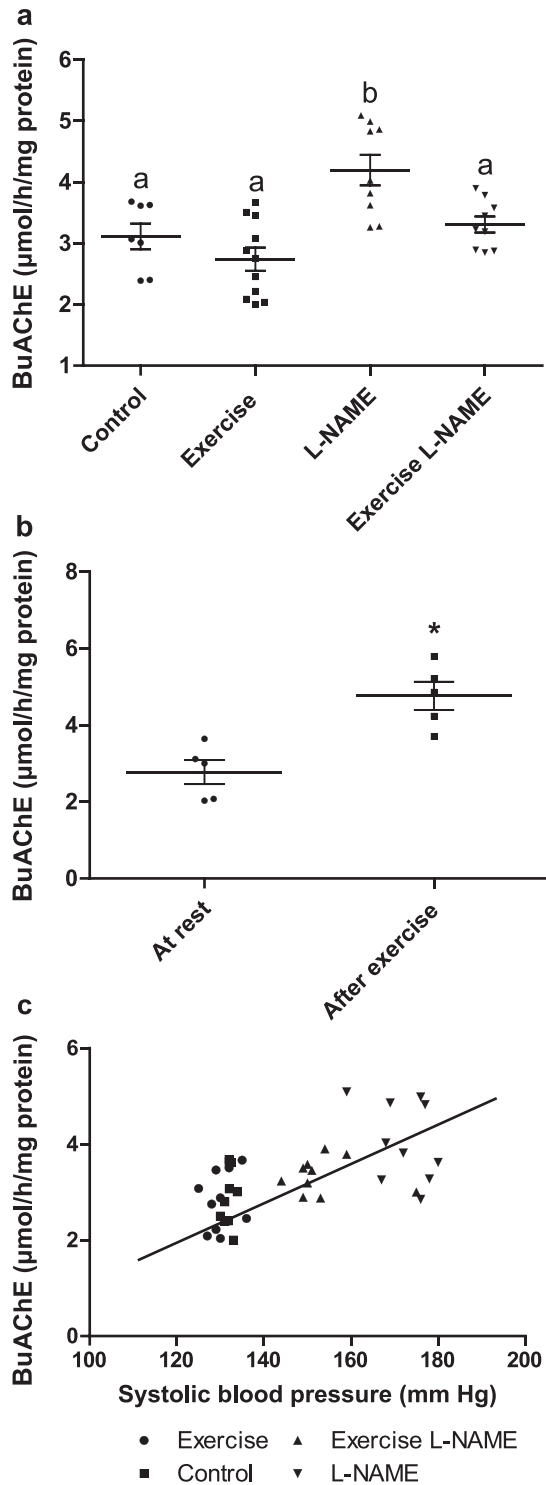 a
BuAChE (µmol/h/mg protein)
6
5
4
3
2
1
a
a
b
a
Control
Exercise
L-NAME
Exercise L-NAME
b
BuAChE (µmol/h/mg protein)
8
6
4
2
0
*
At rest
After exercise
c
BuAChE (µmol/h/mg protein)
6
4
2
0
100 120 140 160 180 200
Systolic blood pressure (mm Hg)
Exercise Exercise L-NAME
Control L-NAME